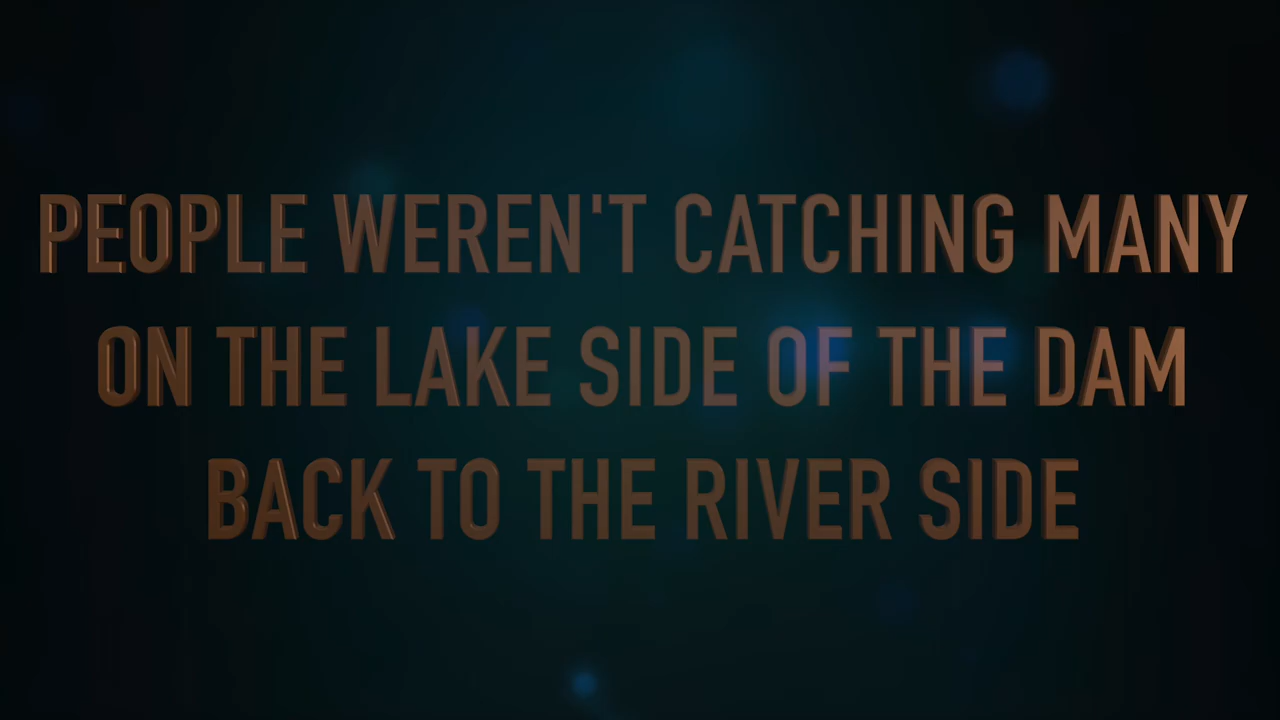 PEOPLE WEREN'T CATCHING MANY
ON THE LAKE SIDE OF THE DAM
BACK TO THE RIVER SIDE